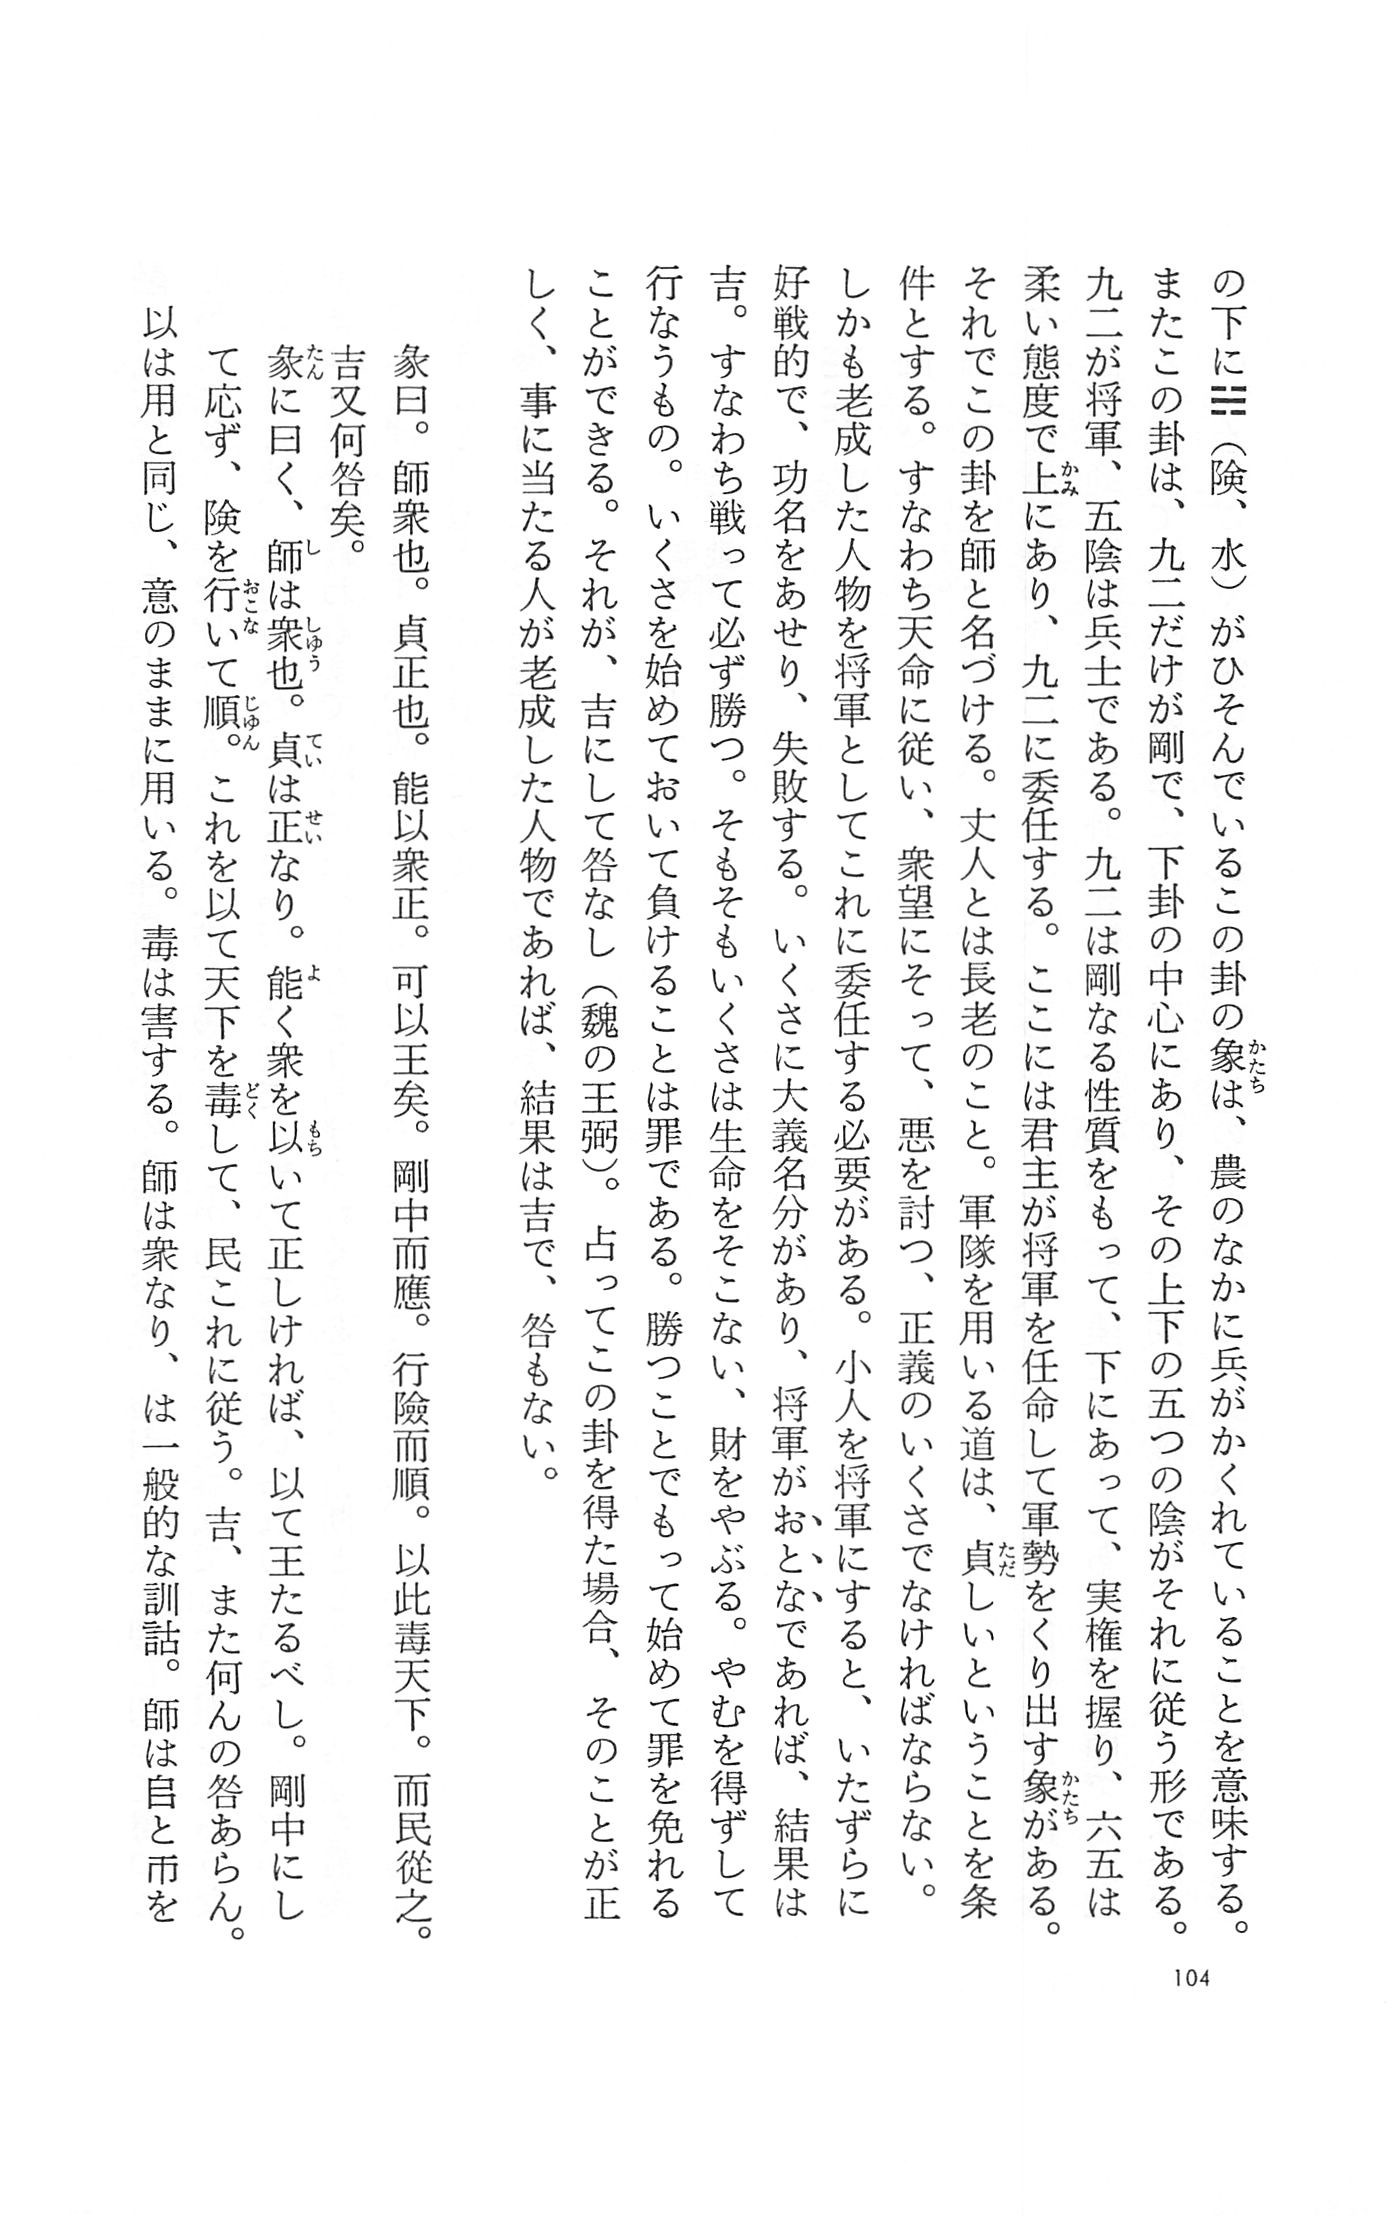 の下に☵（険、水）がひそんでいるこの卦の象は、農のなかに兵がかくれていることを意味する。
またこの卦は、九二だけが剛で、下卦の中心にあり、その上下の五つの陰がそれに従う形である。
九二が将軍、五陰は兵士である。九二は剛なる性質をもって、下にあって、実権を握り、六五は
柔い態度で上にあり、九二に委任する。ここには君主が将軍を任命して軍勢をくり出す象がある。
それでこの卦を師と名づける。丈人とは長老のこと。軍隊を用いる道は、貞しいということを条
件とする。すなわち天命に従い、衆望にそって、悪を討つ、正義のいくさでなければならない。
しかも老成した人物を将軍としてこれに委任する必要がある。小人を将軍にすると、いたずらに
好戦的で、功名をあせり、失敗する。いくさに大義名分があり、将軍がおとなであれば、結果は
吉。すなわち戦って必ず勝つ。そもそもいくさは生命をそこない、財をやぶる。やむを得ずして
行なうもの。いくさを始めておいて負けることは罪である。勝つことでもって始めて罪を免れる
ことができる。それが、吉にして咎なし（魏の王弼）。占ってこの卦を得た場合、そのことが正
しく、事に当たる人が老成した人物であれば、結果は吉で、咎もない。
彖曰。師衆也。貞正也。能以衆正。可以王矣。剛中而應。行險而順。以此毒天下。而民從之。
吉又何咎矣。
彖に曰く、師は衆也。貞は正なり。能く衆を以いて正しければ、以て王たるべし。剛中にし
て応ず、険を行いて順。これを以て天下を毒して、民これに従う。吉、また何んの咎あらん。
以は用と同じ、意のままに用いる。毒は害する。師は衆なり、は一般的な訓詁。師は𠂤と帀を
104